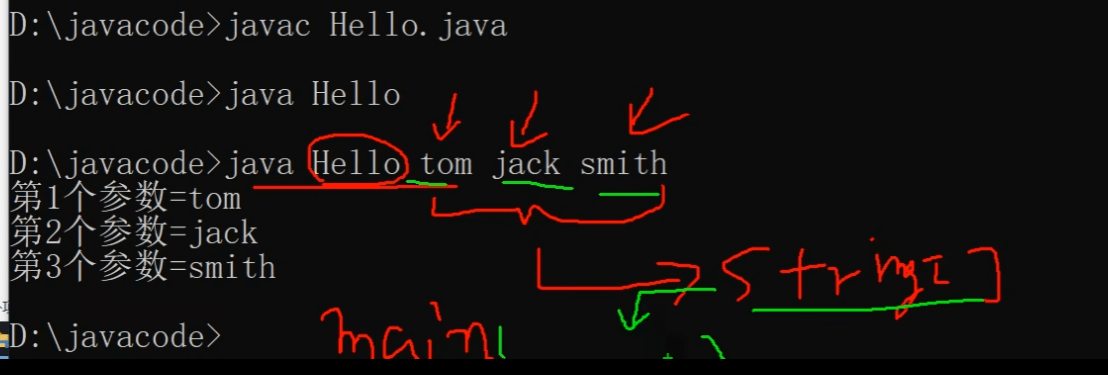 D:\javacode>javac Hello.java
D:\javacode>java Hello
D:\javacode>java Hello tom jack smith
第1个参数=tom
第2个参数=jack
第3个参数=smith
String[]
D:\javacode>
main(
)